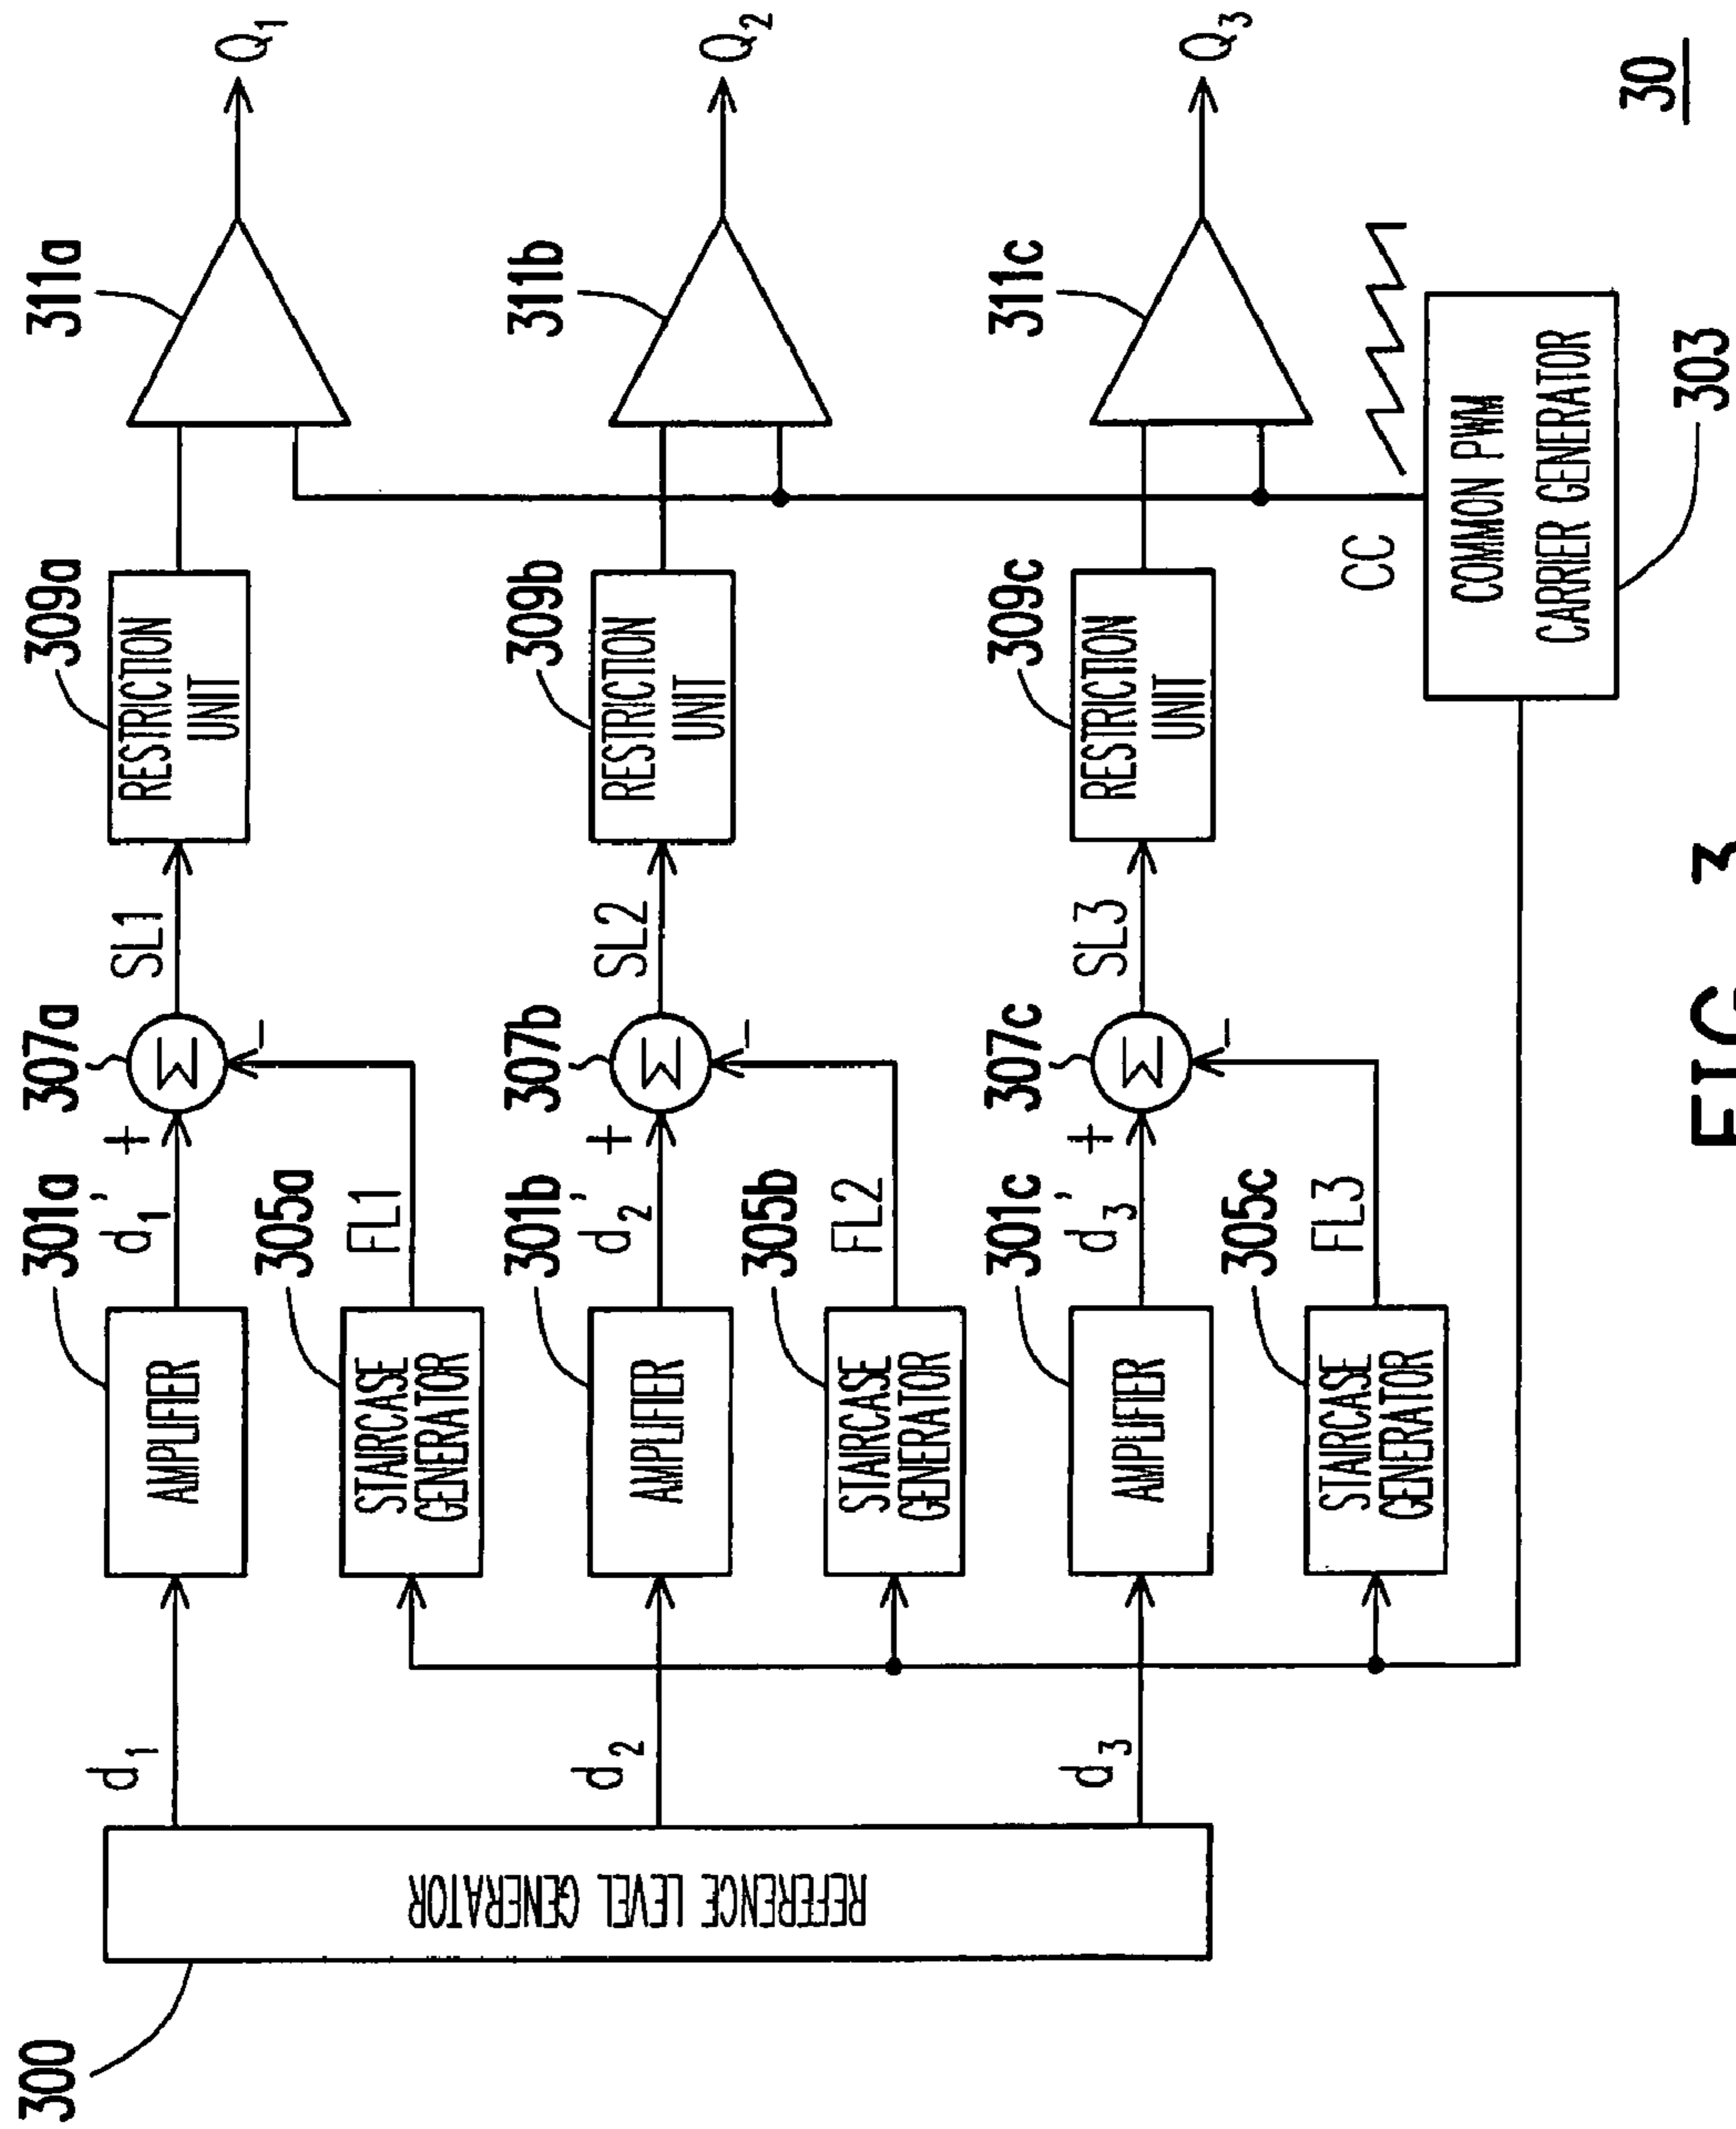 300
REFERENCE LEVEL GENERATOR
d1
d2
d3
301a
AMPLIFIER
d1'
+
307a
Σ
-
SL1
309a
RESTRICTION
UNIT
311a
Q1
305a
STAIRCASE
GENERATOR
FL1
301b
AMPLIFIER
d2'
+
307b
Σ
-
SL2
309b
RESTRICTION
UNIT
311b
Q2
305b
STAIRCASE
GENERATOR
FL2
301c
AMPLIFIER
d3'
+
307c
Σ
-
SL3
309c
RESTRICTION
UNIT
311c
Q3
305c
STAIRCASE
GENERATOR
FL3
CC
COMMON PWM
CARRIER GENERATOR
303
30
FIG. 3